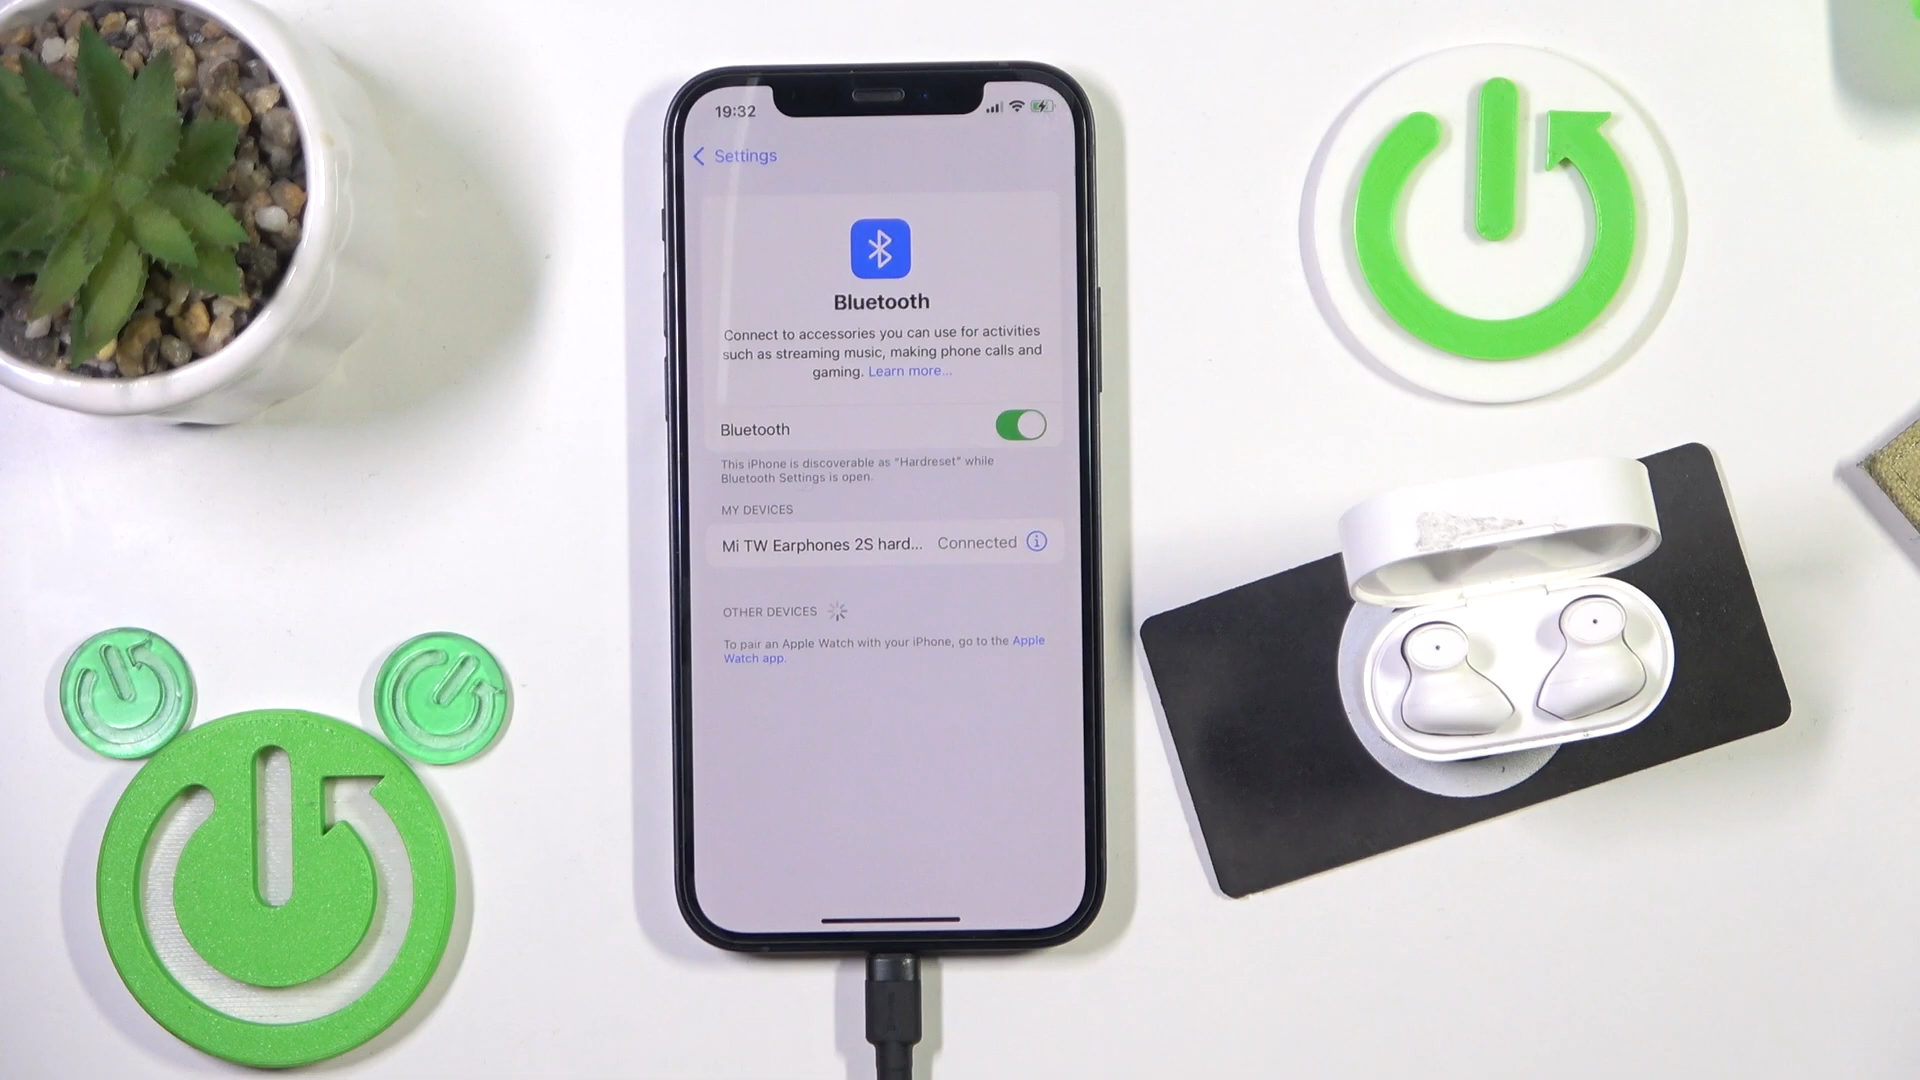 19:32
Settings
Bluetooth
Connect to accessories you can use for activities
such as streaming music, making phone calls and
gaming. Learn more...
Bluetooth
This iPhone is discoverable as "Hardreset" while
Bluetooth Settings is open.
MY DEVICES
Mi TW Earphones 2S hard... Connected
OTHER DEVICES
To pair an Apple Watch with your iPhone, go to the Apple
Watch app.